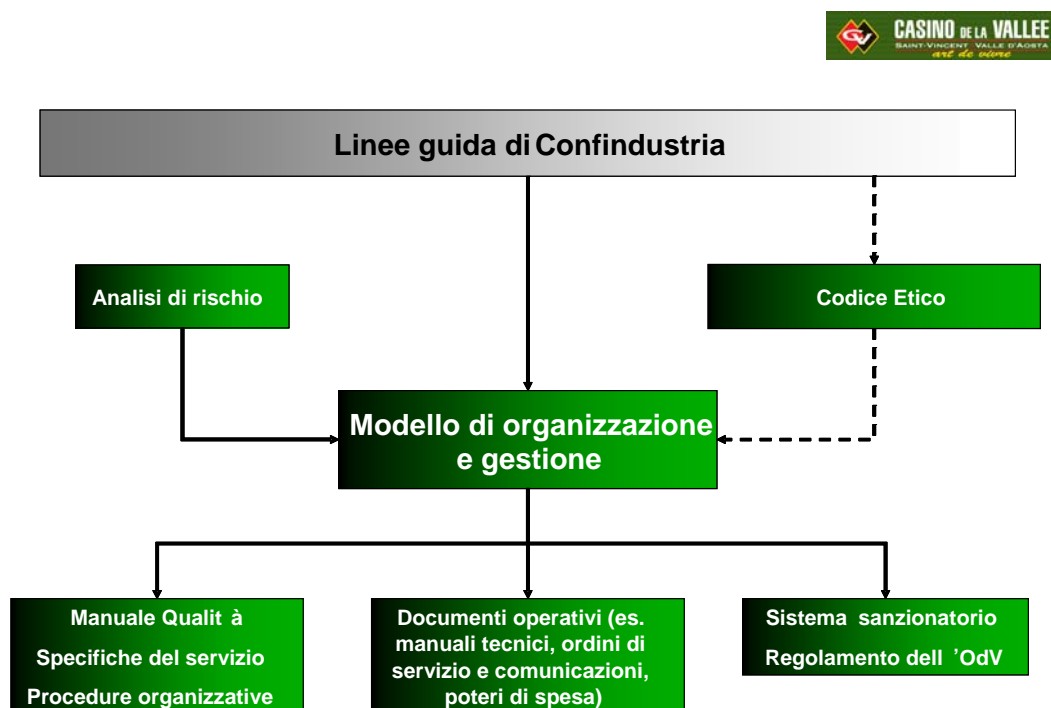 CASINO DE LA VALLEE
SAINT-VINCENT VALLE D'AOSTA
art de vivre
Linee guida di Confindustria
Analisi di rischio
Codice Etico
Modello di organizzazione
e gestione
Manuale Qualit à
Specifiche del servizio
Procedure organizzative
Documenti operativi (es.
manuali tecnici, ordini di
servizio e comunicazioni,
poteri di spesa)
Sistema sanzionatorio
Regolamento dell 'OdV